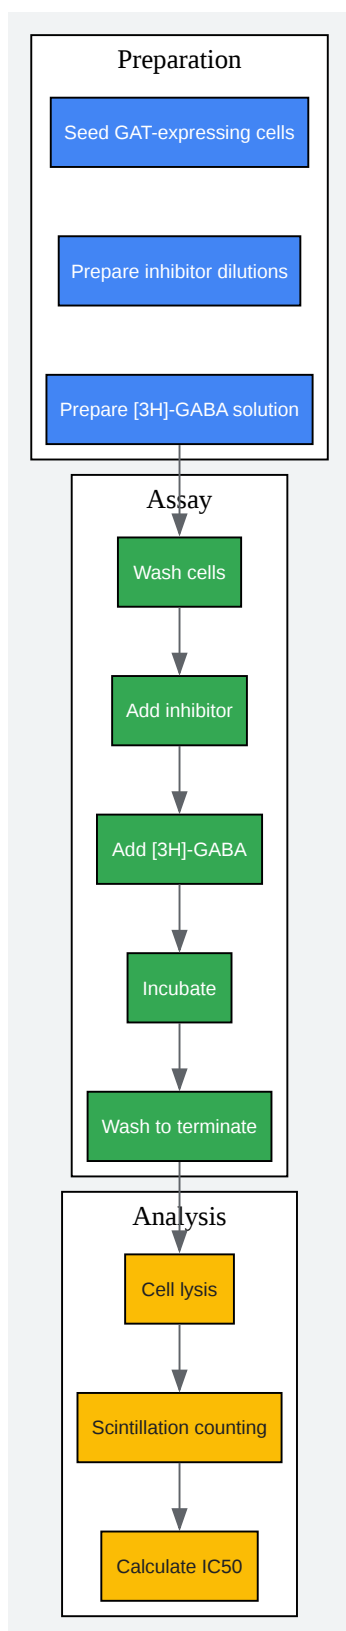 Preparation
Seed GAT-expressing cells
Prepare inhibitor dilutions
Prepare [3H]-GABA solution
Assay
Wash cells
Add inhibitor
Add [3H]-GABA
Incubate
Wash to terminate
Analysis
Cell lysis
Scintillation counting
Calculate IC50